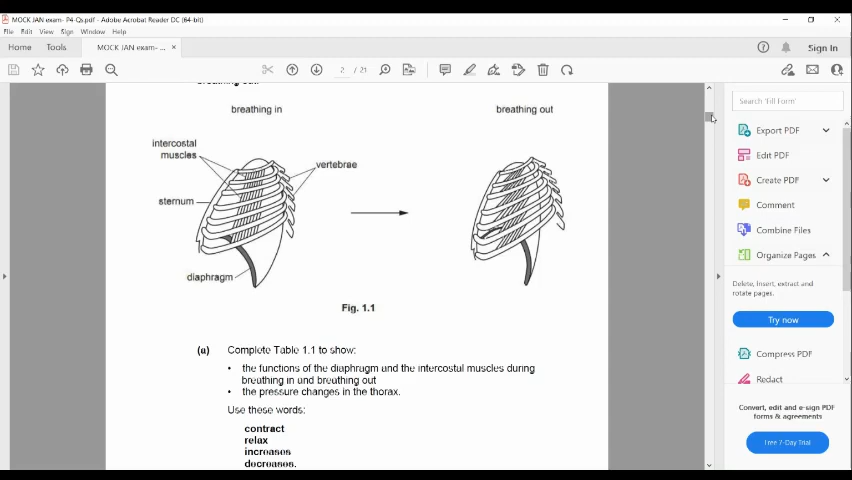 MOCK JAN exam- P4-Qs.pdf - Adobe Acrobat Reader DC (64-bit)
File Edit View Sign Window Help
Home Tools MOCK JAN exam- ... ×
Sign In
2 / 21
breathing in breathing out
intercostal
muscles
vertebrae
sternum
diaphragm
Fig. 1.1
(a) Complete Table 1.1 to show:
• the functions of the diaphragm and the intercostal muscles during
breathing in and breathing out
• the pressure changes in the thorax.
Use these words:
contract
relax
increases
decreases.
Search 'Fill Form'
Export PDF
Edit PDF
Create PDF
Comment
Combine Files
Organize Pages
Delete, insert, extract and
rotate pages.
Try now
Compress PDF
Redact
Convert, edit and e-sign PDF
forms & agreements
Free 7-Day Trial